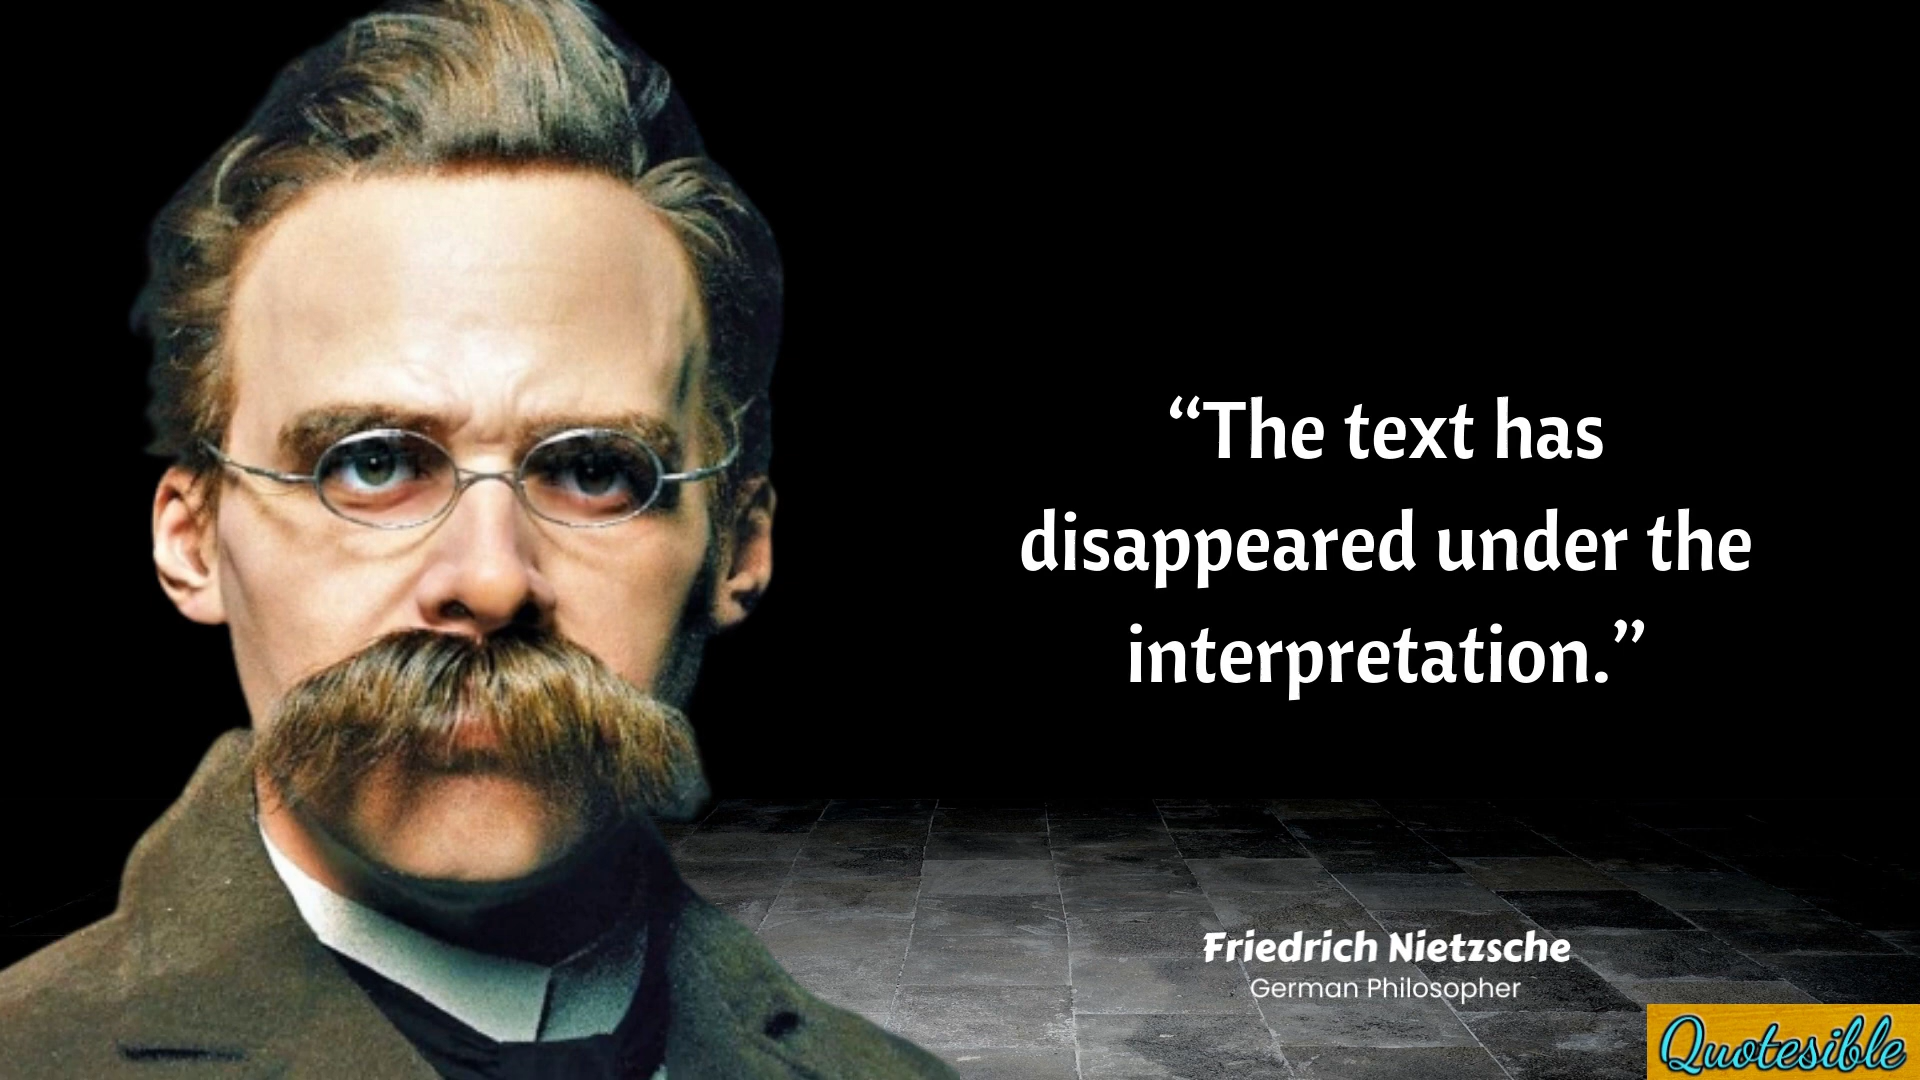 “The text has
disappeared under the
interpretation.”
Friedrich Nietzsche
German Philosopher
Quotesible